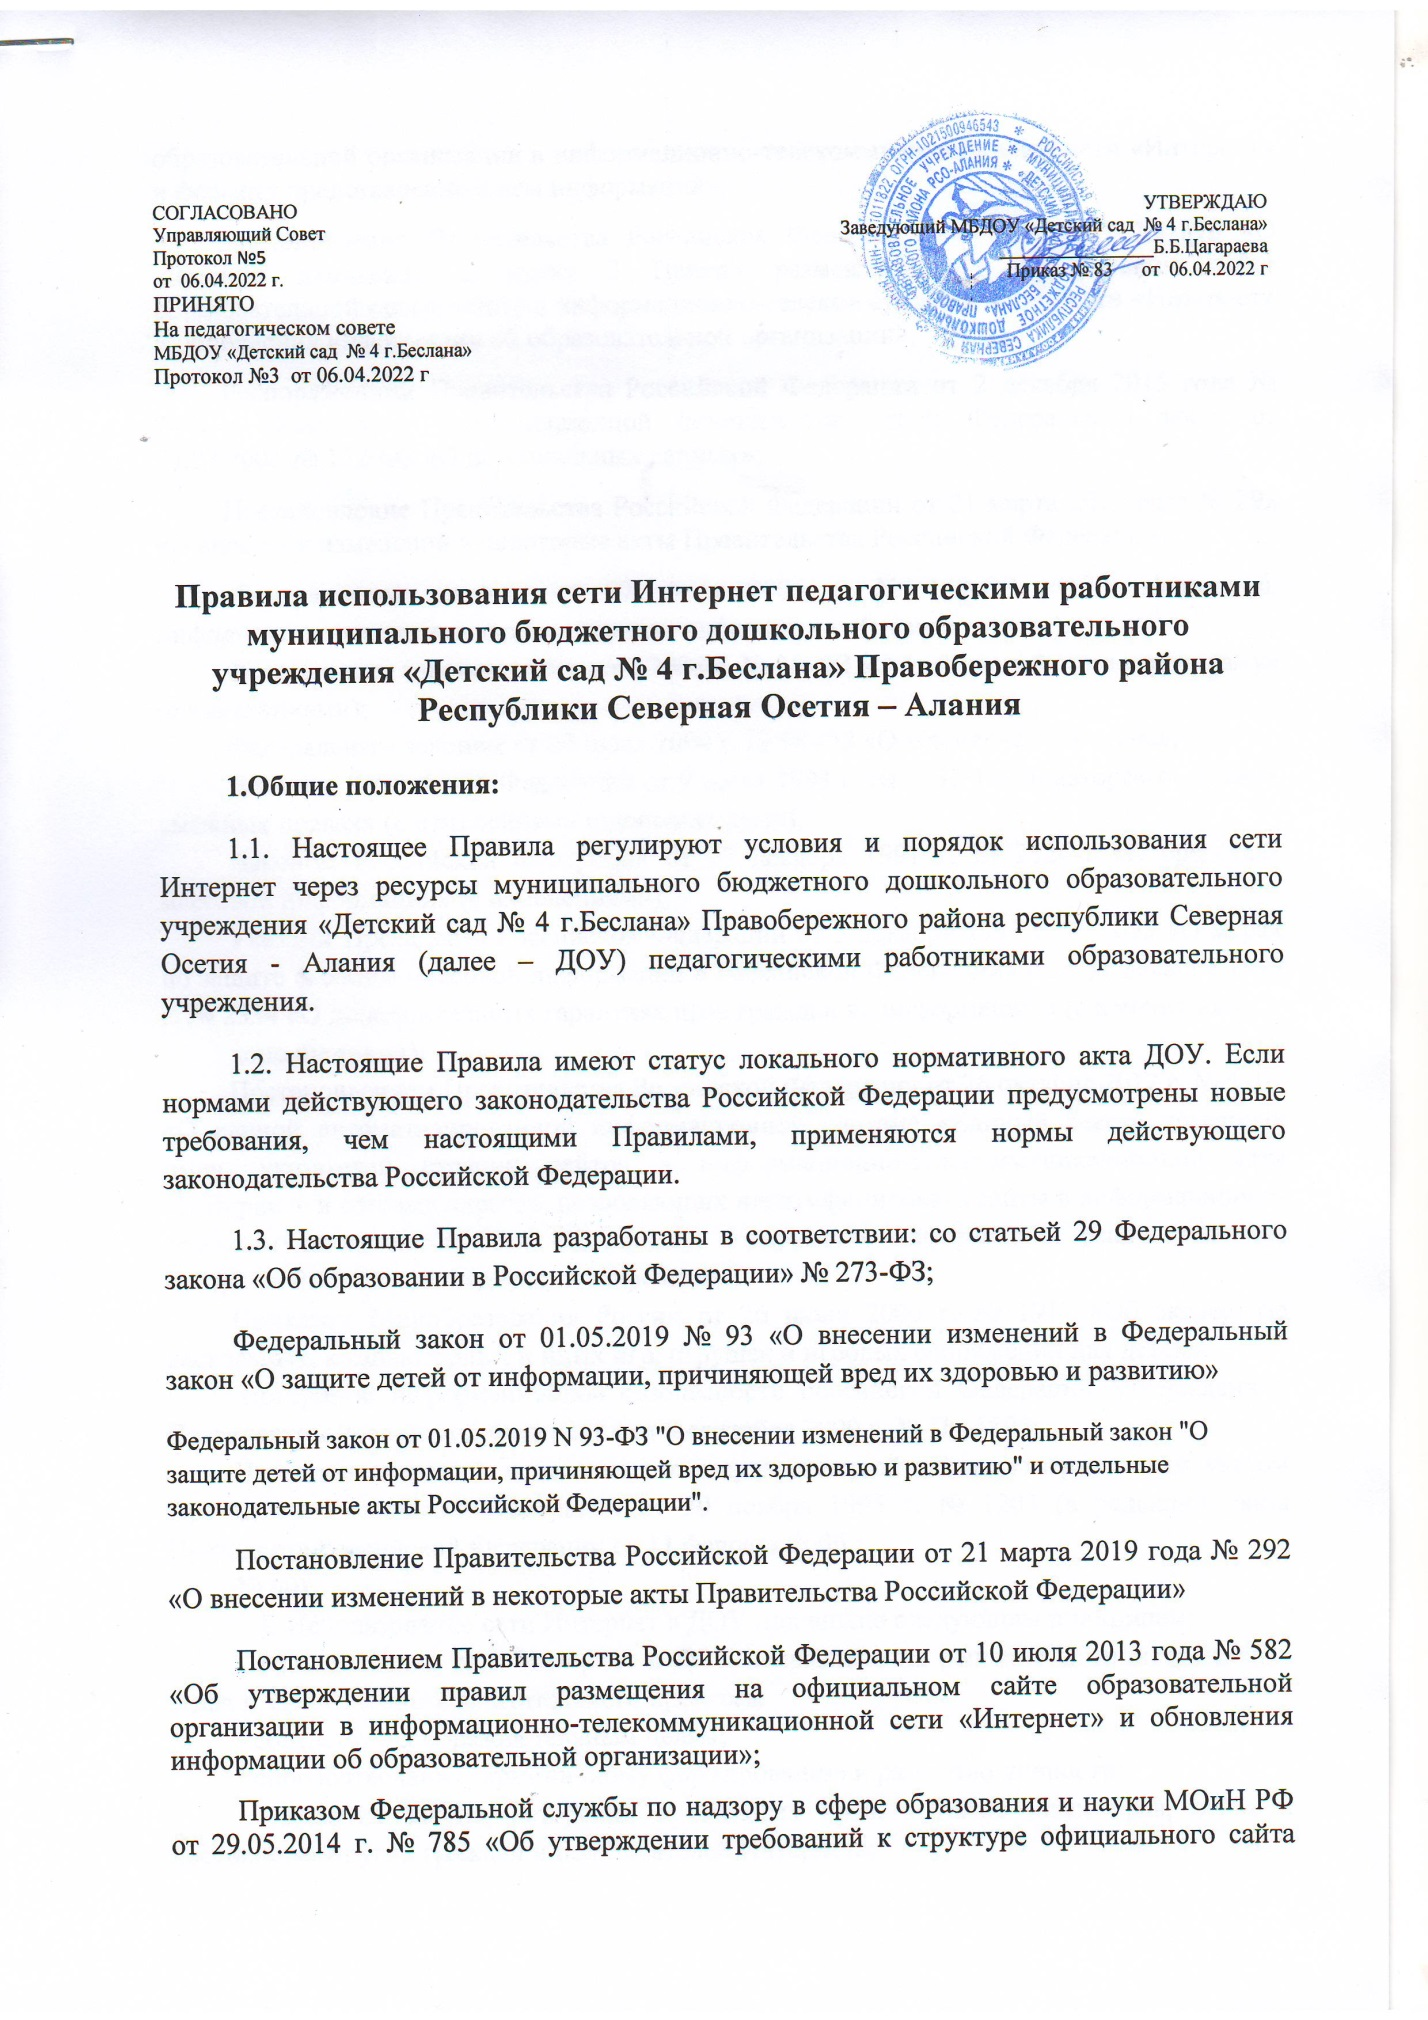 СОГЛАСОВАНО
Управляющий Совет
Протокол №5
от 06.04.2022 г.
ПРИНЯТО
На педагогическом совете
МБДОУ «Детский сад № 4 г.Беслана»
Протокол №3 от 06.04.2022 г
УТВЕРЖДАЮ
Заведующий МБДОУ «Детский сад № 4 г.Беслана»
Б.Б.Цагараева
Приказ № 83 от 06.04.2022 г
ОГРН-1021500946543
Правила использования сети Интернет педагогическими работниками
муниципального бюджетного дошкольного образовательного
учреждения «Детский сад № 4 г.Беслана» Правобережного района
Республики Северная Осетия – Алания
1.Общие положения:
1.1. Настоящее Правила регулируют условия и порядок использования сети
Интернет через ресурсы муниципального бюджетного дошкольного образовательного
учреждения «Детский сад № 4 г.Беслана» Правобережного района республики Северная
Осетия - Алания (далее – ДОУ) педагогическими работниками образовательного
учреждения.
1.2. Настоящие Правила имеют статус локального нормативного акта ДОУ. Если
нормами действующего законодательства Российской Федерации предусмотрены новые
требования, чем настоящими Правилами, применяются нормы действующего
законодательства Российской Федерации.
1.3. Настоящие Правила разработаны в соответствии: со статьей 29 Федерального
закона «Об образовании в Российской Федерации» № 273-ФЗ;
Федеральный закон от 01.05.2019 № 93 «О внесении изменений в Федеральный
закон «О защите детей от информации, причиняющей вред их здоровью и развитию»
Федеральный закон от 01.05.2019 N 93-ФЗ "О внесении изменений в Федеральный закон "О
защите детей от информации, причиняющей вред их здоровью и развитию" и отдельные
законодательные акты Российской Федерации".
Постановление Правительства Российской Федерации от 21 марта 2019 года № 292
«О внесении изменений в некоторые акты Правительства Российской Федерации»
Постановлением Правительства Российской Федерации от 10 июля 2013 года № 582
«Об утверждении правил размещения на официальном сайте образовательной
организации в информационно-телекоммуникационной сети «Интернет» и обновления
информации об образовательной организации»;
Приказом Федеральной службы по надзору в сфере образования и науки МОиН РФ
от 29.05.2014 г. № 785 «Об утверждении требований к структуре официального сайта